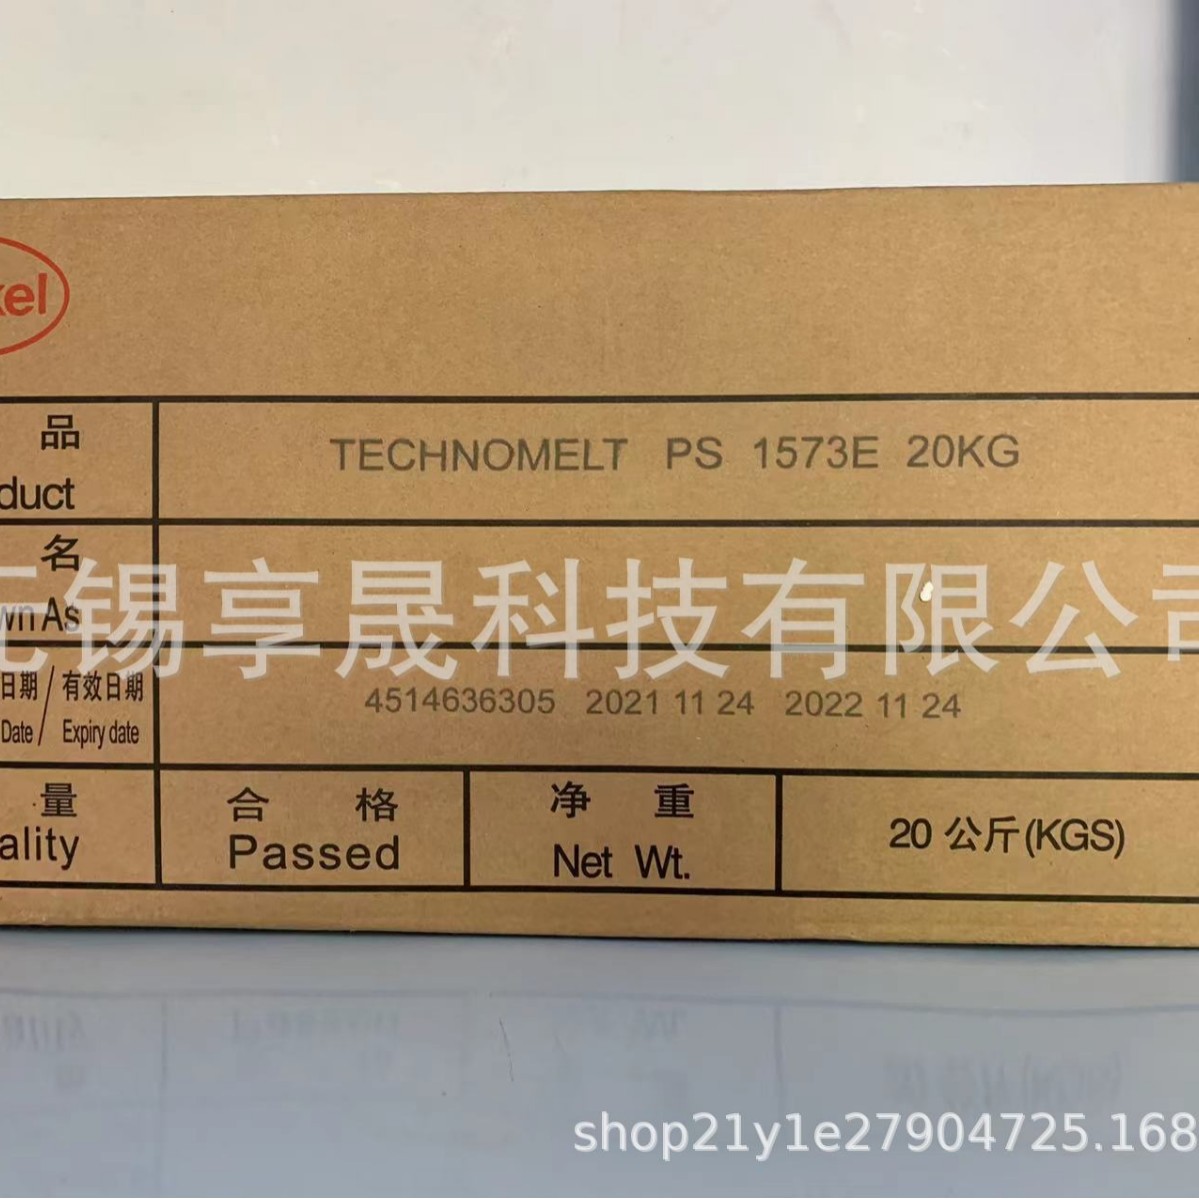 kel
品
duct
TECHNOMELT PS 1573E 20KG
名
wn As
无锡享晟科技有限公司
日期/有效日期
Date/ Expiry date
4514636305 2021 11 24 2022 11 24
量
ality
合 格
Passed
净 重
Net Wt.
20 公斤(KGS)
shop21y1e27904725.168